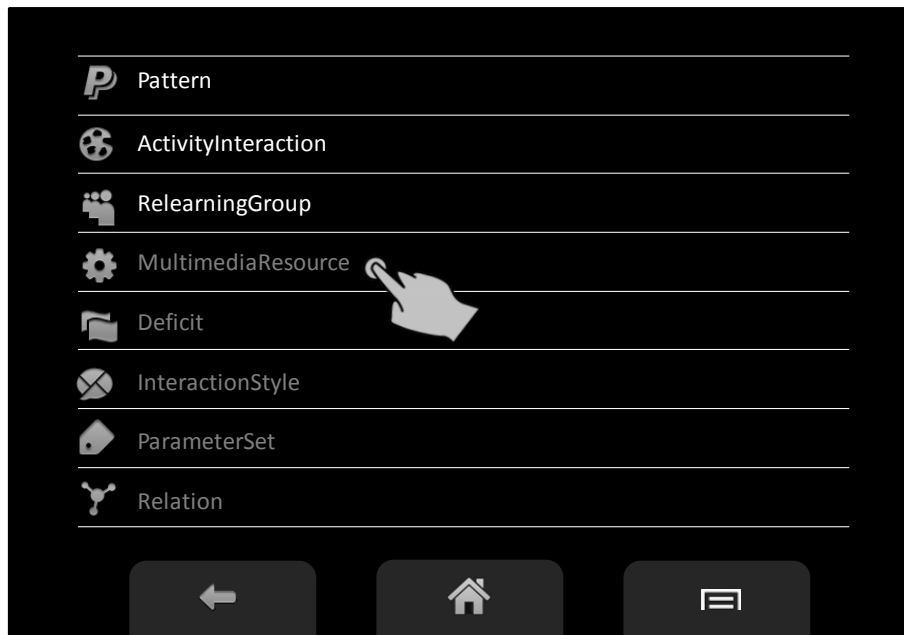 Pattern
ActivityInteraction
RelearningGroup
MultimediaResource
Deficit
InteractionStyle
ParameterSet
Relation